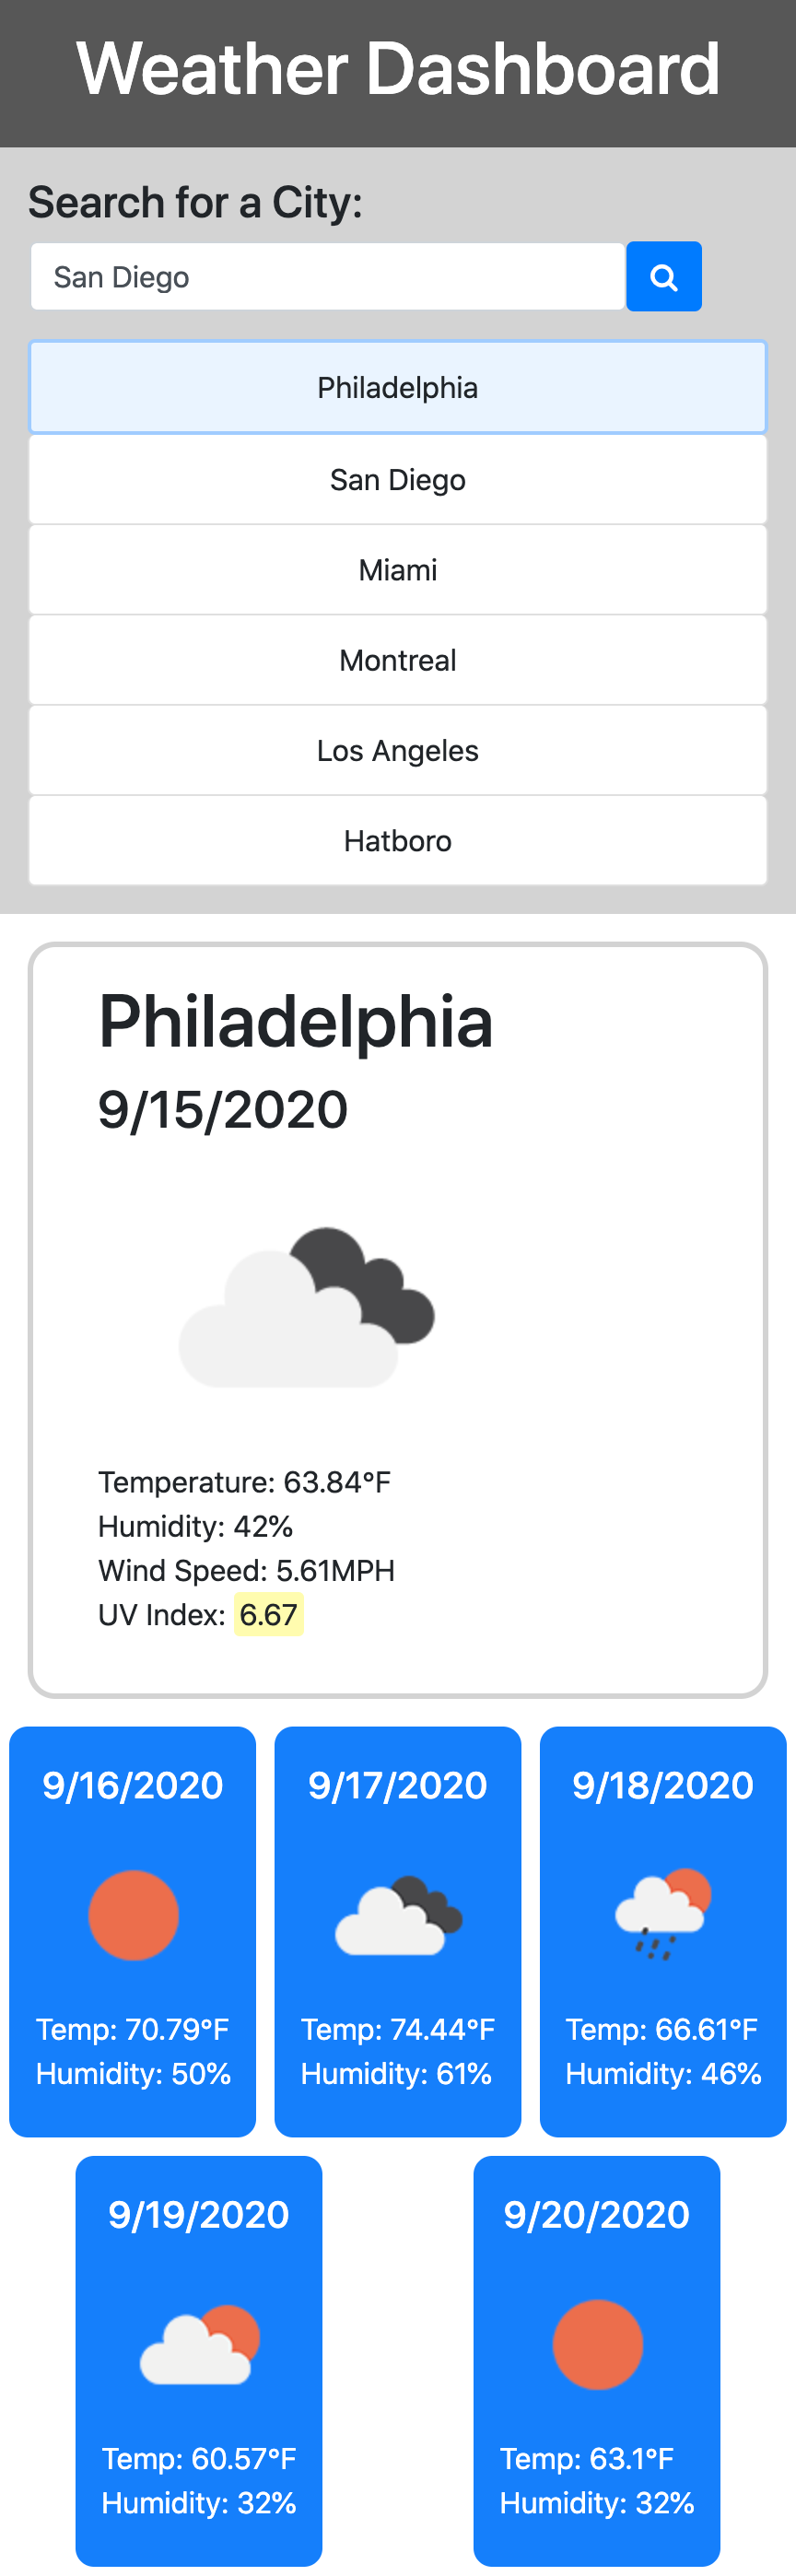 Weather Dashboard
Search for a City:
San Diego
Philadelphia
San Diego
Miami
Montreal
Los Angeles
Hatboro
Philadelphia
9/15/2020
Temperature: 63.84°F
Humidity: 42%
Wind Speed: 5.61MPH
UV Index: 6.67
9/16/2020
Temp: 70.79°F
Humidity: 50%
9/17/2020
Temp: 74.44°F
Humidity: 61%
9/18/2020
Temp: 66.61°F
Humidity: 46%
9/19/2020
Temp: 60.57°F
Humidity: 32%
9/20/2020
Temp: 63.1°F
Humidity: 32%